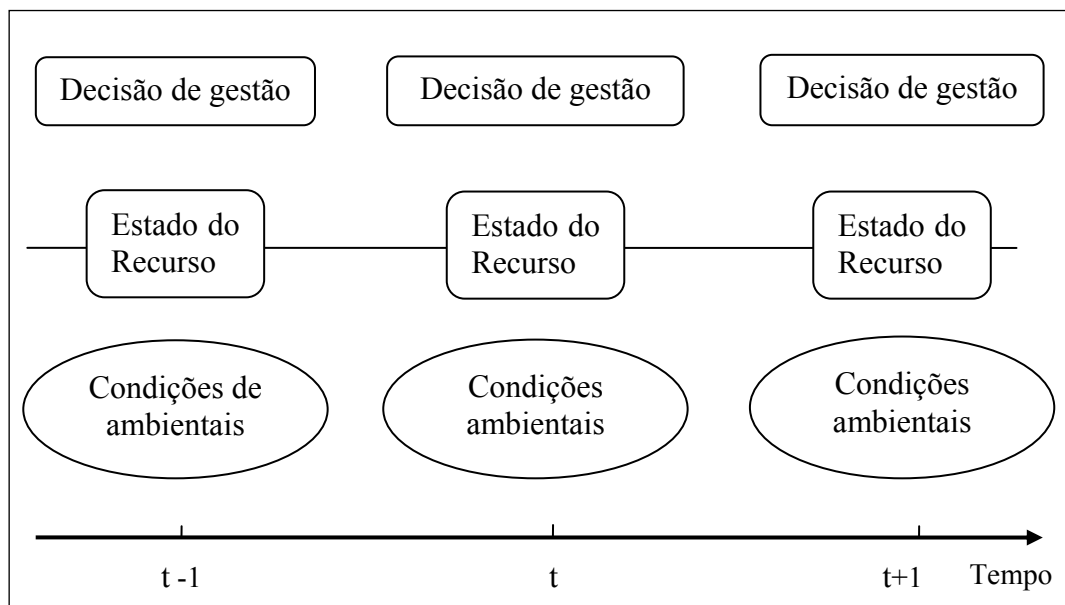 Decisão de gestão
Decisão de gestão
Decisão de gestão
Estado do
Recurso
Estado do
Recurso
Estado do
Recurso
Condições de
ambientais
Condições
ambientais
Condições
ambientais
t -1
t
t+1
Tempo